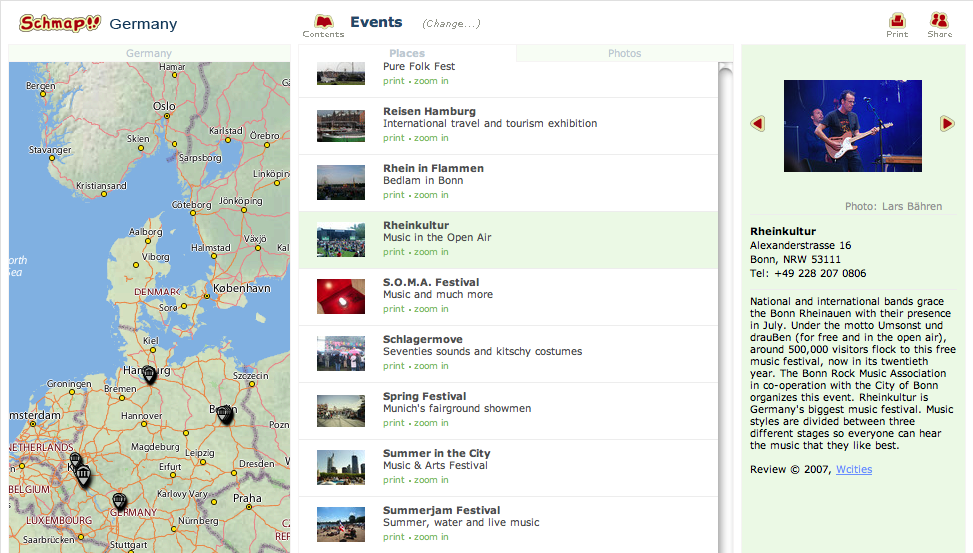 Schmap!! Germany
Contents
Events (Change...)
Print
Share
Germany
Hamar
Bergen
Oslo
Karlstad
Örebro
Skien
Stavanger
Sarpsborg
Linköpin
Kristiansand
Göteborg
Jönköping
Aalborg
Växjö
Kal
Halmstad
Viborg
orth
Sea
DENMARK
København
Sorø
Kiel
Hamburg
Szczecin
Groningen
Bremen
msterdam
Hannover
Berlin
Pozn
Magdeburg
NETHERLANDS
Leipzig
Erfurt
Dresden
BELGIUM
Karlovy Vary
Praha
GERMANY
LUXEMBOURG
Nürnberg
Saarbrücken
Stuttgart
CZ
REF
Places
Photos
Pure Folk Fest
print • zoom in
Reisen Hamburg
International travel and tourism exhibition
print • zoom in
Rhein in Flammen
Bedlam in Bonn
print • zoom in
Rheinkultur
Music in the Open Air
print • zoom in
S.O.M.A. Festival
Music and much more
print • zoom in
Schlagermove
Seventies sounds and kitschy costumes
print • zoom in
Spring Festival
Munich's fairground showmen
print • zoom in
Summer in the City
Music & Arts Festival
print • zoom in
Summerjam Festival
Summer, water and live music
print • zoom in
Photo: Lars Bähren
Rheinkultur
Alexanderstrasse 16
Bonn, NRW 53111
Tel: +49 228 207 0806
National and international bands grace
the Bonn Rheinauen with their presence
in July. Under the motto Umsonst und
drauBen (for free and in the open air),
around 500,000 visitors flock to this free
music festival, now in its twentieth
year. The Bonn Rock Music Association
in co-operation with the City of Bonn
organizes this event. Rheinkultur is
Germany's biggest music festival. Music
styles are divided between three
different stages so everyone can hear
the music that they like best.
Review © 2007, Wcities